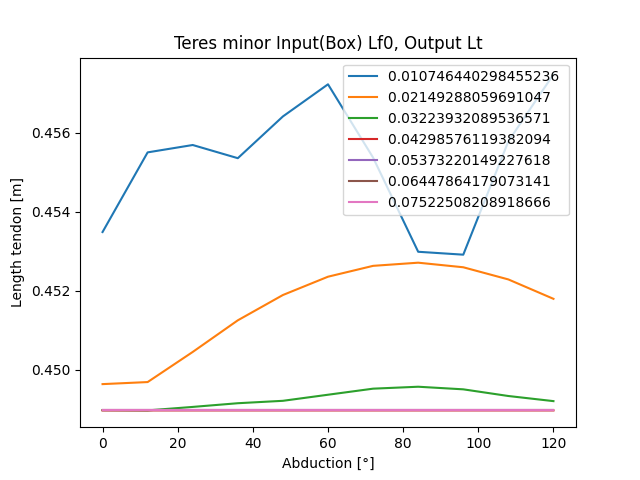 Teres minor Input(Box) Lf0, Output Lt
0.010746440298455236
0.02149288059691047
0.03223932089536571
0.04298576119382094
0.05373220149227618
0.06447864179073141
0.07522508208918666
0.456
0.454
0.452
0.450
Length tendon [m]
0 20 40 60 80 100 120
Abduction [°]